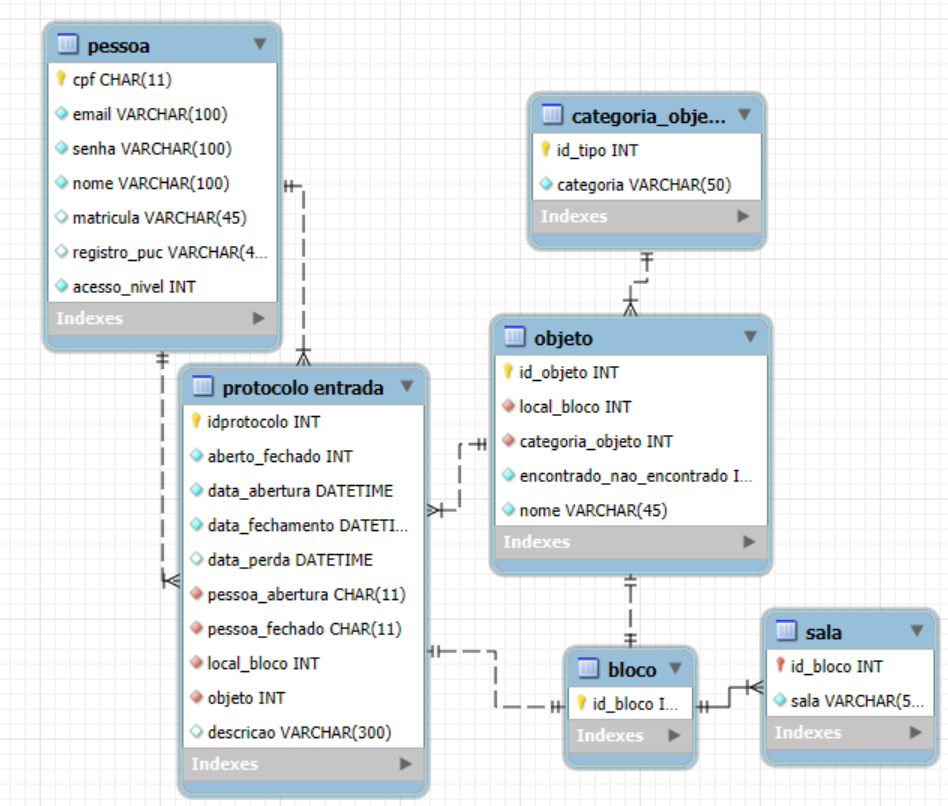 pessoa
cpf CHAR(11)
email VARCHAR(100)
senha VARCHAR(100)
nome VARCHAR(100)
matricula VARCHAR(45)
registro_puc VARCHAR(4...
acesso_nivel INT
Indexes
categoria_obje...
id_tipo INT
categoria VARCHAR(50)
Indexes
objeto
id_objeto INT
local_bloco INT
categoria_objeto INT
encontrado_nao_encontrado I...
nome VARCHAR(45)
Indexes
protocolo entrada
idprotocolo INT
aberto_fechado INT
data_abertura DATETIME
data_fechamento DATETI...
data_perda DATETIME
pessoa_abertura CHAR(11)
pessoa_fechado CHAR(11)
local_bloco INT
objeto INT
descricao VARCHAR(300)
Indexes
bloco
id_bloco I...
Indexes
sala
id_bloco INT
sala VARCHAR(5...
Indexes